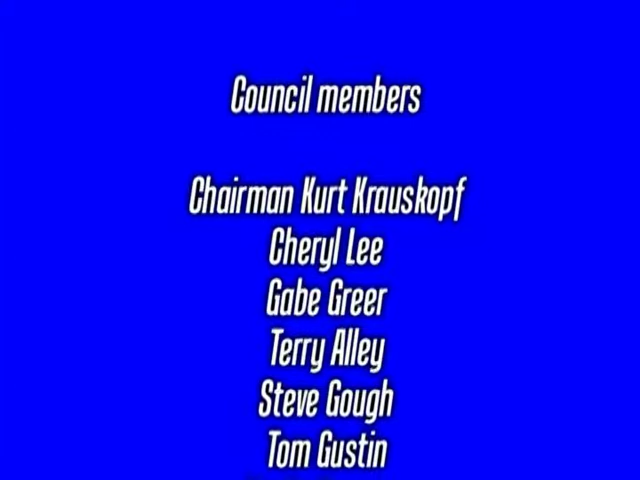 Council members
Chairman Kurt Krauskopf
Cheryl Lee
Gabe Greer
Terry Alley
Steve Gough
Tom Gustin